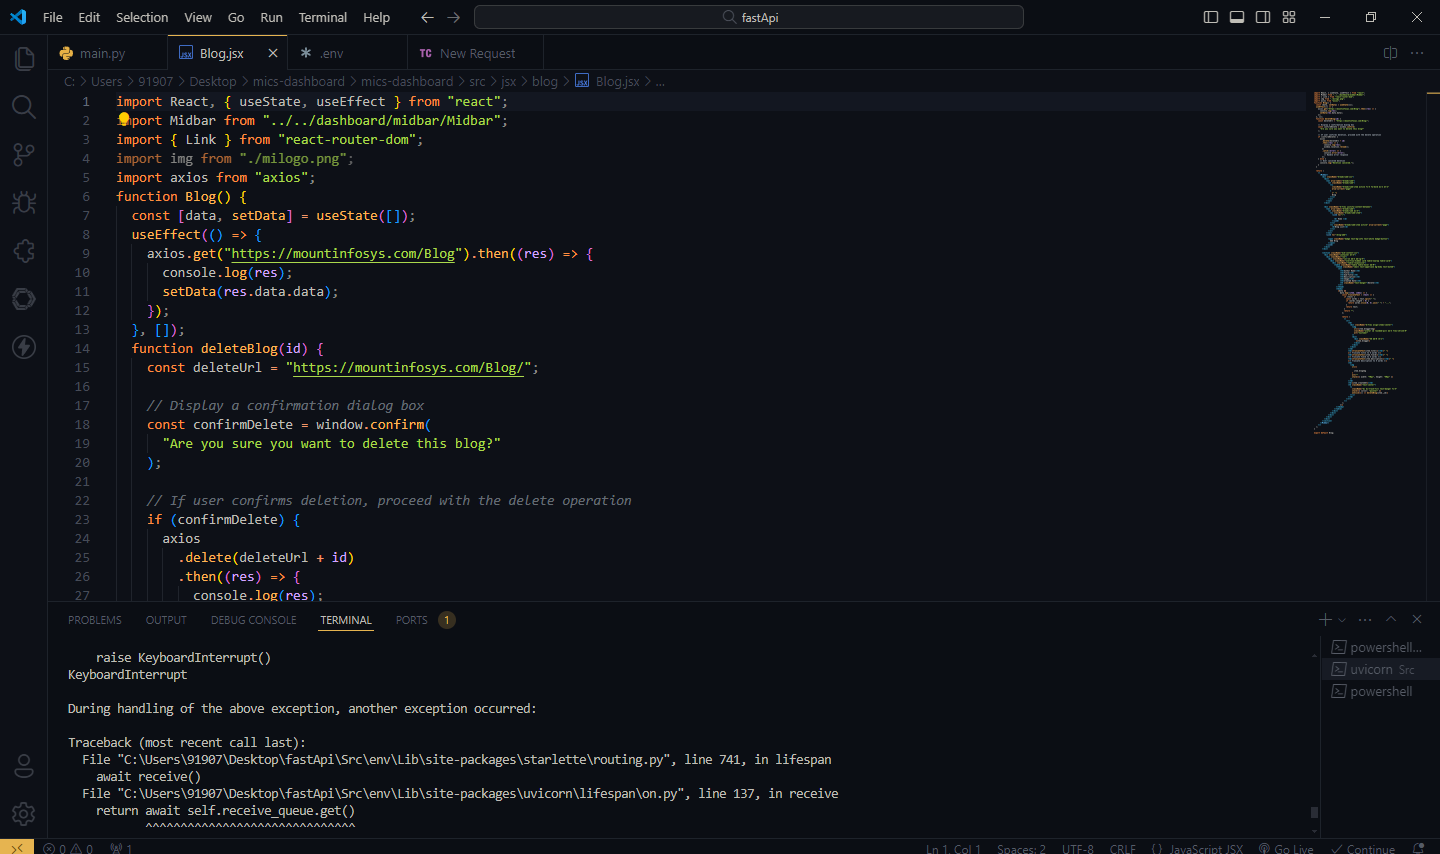 File Edit Selection View Go Run Terminal Help
fastApi
main.py
Blog.jsx
.env
TC New Request
C: > Users > 91907 > Desktop > mics-dashboard > mics-dashboard > src > jsx > blog > Blog.jsx > ...
1 import React, { useState, useEffect } from "react";
2 import Midbar from "../../dashboard/midbar/Midbar";
3 import { Link } from "react-router-dom";
4 import img from "./milogo.png";
5 import axios from "axios";
6 function Blog() {
7 const [data, setData] = useState([]);
8 useEffect(() => {
9 axios.get("https://mountinfosys.com/Blog").then((res) => {
10 console.log(res);
11 setData(res.data.data);
12 });
13 }, []);
14 function deleteBlog(id) {
15 const deleteUrl = "https://mountinfosys.com/Blog/";
16
17 // Display a confirmation dialog box
18 const confirmDelete = window.confirm(
19 "Are you sure you want to delete this blog?"
20 );
21
22 // If user confirms deletion, proceed with the delete operation
23 if (confirmDelete) {
24 axios
25 .delete(deleteUrl + id)
26 .then((res) => {
27 console.log(res);
PROBLEMS OUTPUT DEBUG CONSOLE TERMINAL PORTS 1
raise KeyboardInterrupt()
KeyboardInterrupt
During handling of the above exception, another exception occurred:
Traceback (most recent call last):
File "C:\Users\91907\Desktop\fastApi\Src\env\Lib\site-packages\starlette\routing.py", line 741, in lifespan
await receive()
File "C:\Users\91907\Desktop\fastApi\Src\env\Lib\site-packages\uvicorn\lifespan\on.py", line 137, in receive
return await self.receive_queue.get()
^^^^^^^^^^^^^^^^^^^^^^^^^^^^^^
powershell...
uvicorn Src
powershell
0 0 1 Ln 1, Col 1 Spaces: 2 UTF-8 CRLF {} JavaScript JSX Go Live Continue